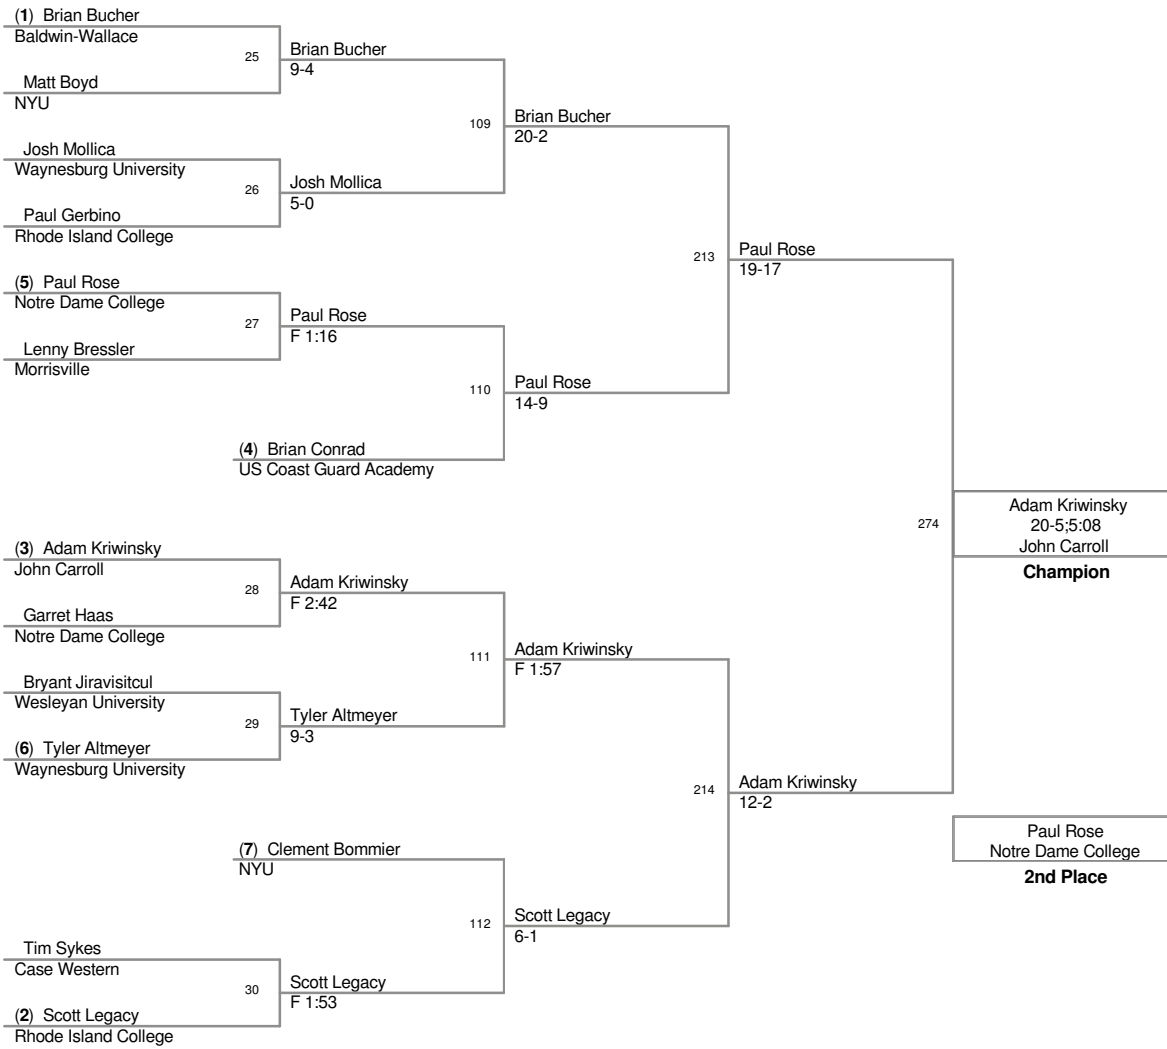 (1) Brian Bucher
Baldwin-Wallace
25
Matt Boyd
NYU
Brian Bucher
9-4
109
Josh Mollica
Waynesburg University
26
Paul Gerbino
Rhode Island College
Josh Mollica
5-0
Brian Bucher
20-2
213
(5) Paul Rose
Notre Dame College
27
Lenny Bressler
Morrisville
Paul Rose
F 1:16
110
(4) Brian Conrad
US Coast Guard Academy
Paul Rose
14-9
Paul Rose
19-17
274
(3) Adam Kriwinsky
John Carroll
28
Garret Haas
Notre Dame College
Adam Kriwinsky
F 2:42
111
Bryant Jiravisitcul
Wesleyan University
29
(6) Tyler Altmeyer
Waynesburg University
Tyler Altmeyer
9-3
Adam Kriwinsky
F 1:57
214
(7) Clement Bommier
NYU
112
Tim Sykes
Case Western
30
(2) Scott Legacy
Rhode Island College
Scott Legacy
F 1:53
Scott Legacy
6-1
Adam Kriwinsky
12-2
Adam Kriwinsky
20-5;5:08
John Carroll
Champion
Paul Rose
Notre Dame College
2nd Place